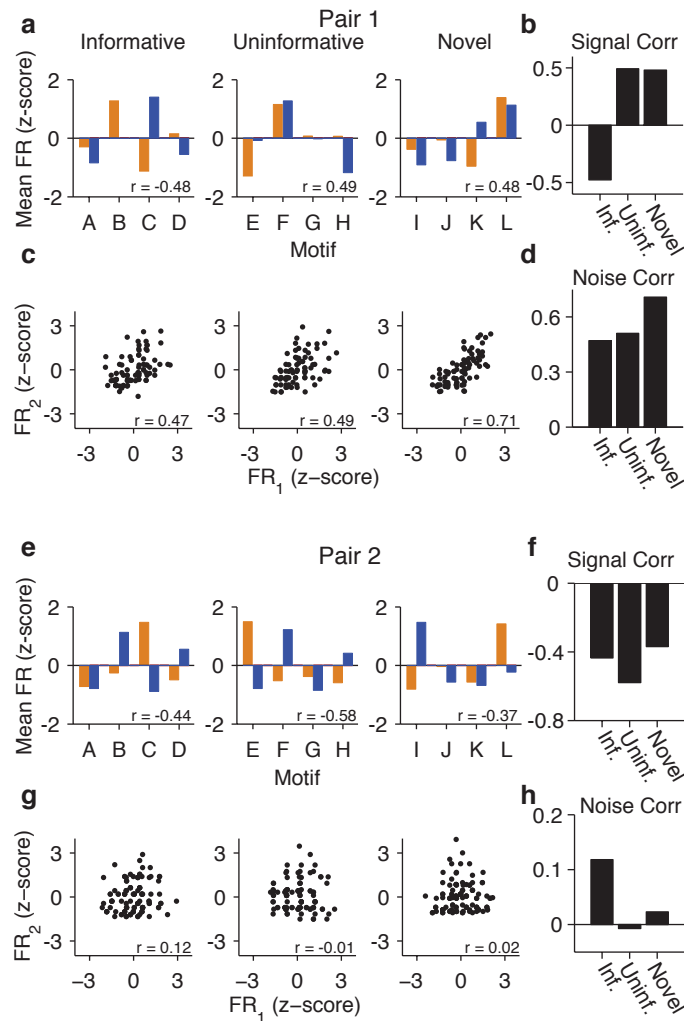 a Pair 1 b
Informative Uninformative Novel Signal Corr
Mean FR (z-score)
2
0
-2
r = -0.48
r = 0.49
r = 0.48
A B C D E F G H I J K L
Motif
0.5
0
-0.5
Inf. Uninf. Novel
c d
Noise Corr
FR2 (z-score)
3
0
-3
r = 0.47
r = 0.49
r = 0.71
-3 0 3 -3 0 3 -3 0 3
FR1 (z-score)
0.6
0.3
0
Inf. Uninf. Novel
e Pair 2 f
Signal Corr
Mean FR (z-score)
2
0
-2
r = -0.44
r = -0.58
r = -0.37
A B C D E F G H I J K L
Motif
0
-0.4
-0.8
Inf. Uninf. Novel
g h
Noise Corr
FR2 (z-score)
3
0
-3
r = 0.12
r = -0.01
r = 0.02
−3 0 3 −3 0 3 −3 0 3
FR1 (z-score)
0.2
0.1
0
Inf. Uninf. Novel